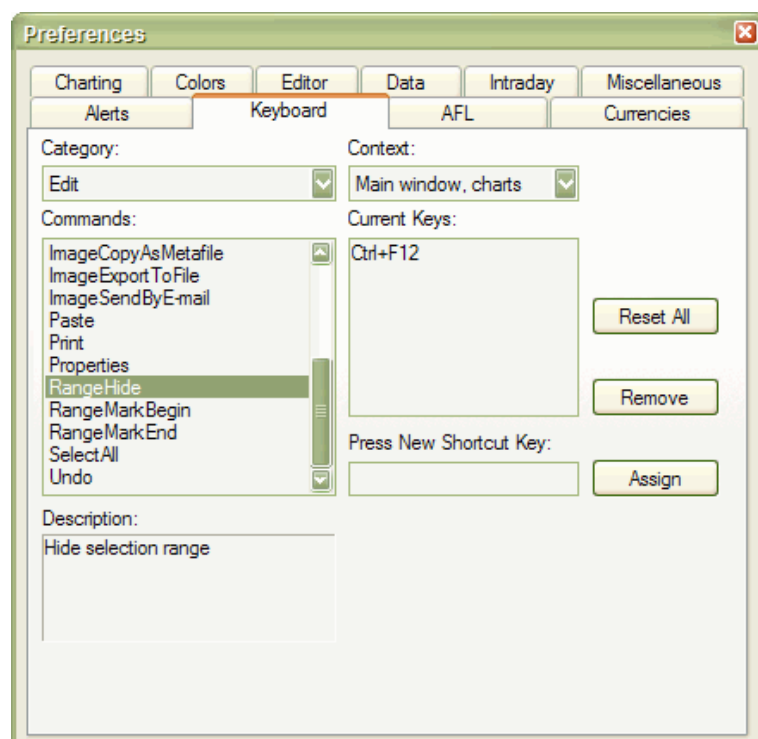 Preferences
Charting Colors Editor Data Intraday Miscellaneous
Alerts Keyboard AFL Currencies
Category: Context:
Edit Main window, charts
Commands: Current Keys:
ImageCopyAsMetafile Ctrl+F12
ImageExportToFile
ImageSendByE-mail
Paste
Print
Properties
RangeHide
RangeMarkBegin
RangeMarkEnd
SelectAll
Undo
Reset All
Remove
Press New Shortcut Key:
Assign
Description:
Hide selection range